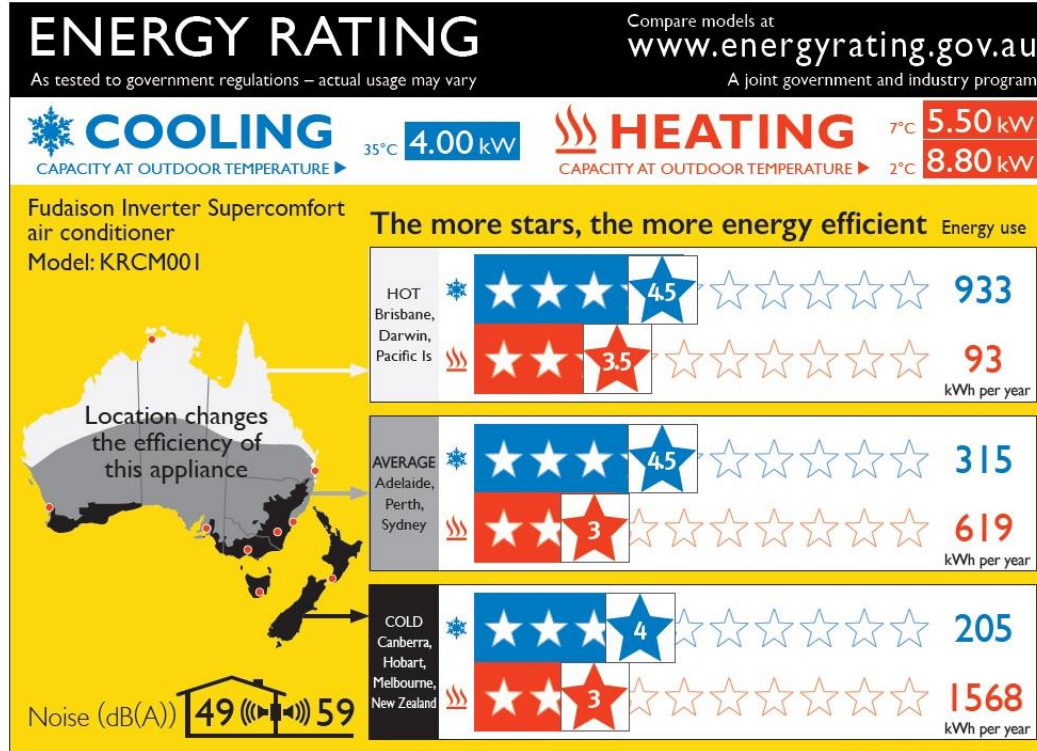 ENERGY RATING
As tested to government regulations – actual usage may vary
Compare models at
www.energyrating.gov.au
A joint government and industry program
COOLING
CAPACITY AT OUTDOOR TEMPERATURE ▶
35°C 4.00 kW
HEATING
CAPACITY AT OUTDOOR TEMPERATURE ▶
7°C 5.50 kW
2°C 8.80 kW
Fudaison Inverter Supercomfort
air conditioner
Model: KRCM001
Location changes
the efficiency of
this appliance
Noise (dB(A)) 49 59
The more stars, the more energy efficient Energy use
HOT
Brisbane,
Darwin,
Pacific Is
4.5 933
3.5 93
kWh per year
AVERAGE
Adelaide,
Perth,
Sydney
4.5 315
3 619
kWh per year
COLD
Canberra,
Hobart,
Melbourne,
New Zealand
4 205
3 1568
kWh per year